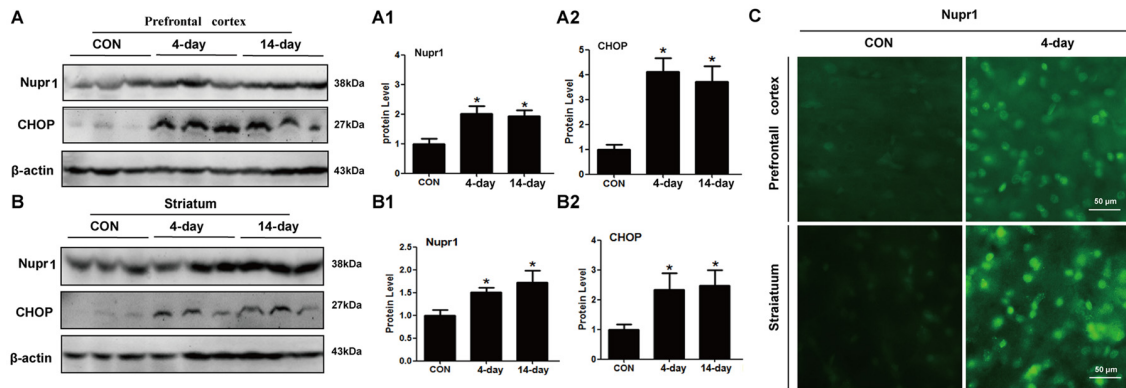 A
Prefrontal cortex
CON 4-day 14-day
Nupr1 38kDa
CHOP 27kDa
β-actin 43kDa
A1
Nupr1
protein Level
4
3
2
1
0
* *
CON 4-day 14-day
A2
CHOP
Protein Level
6
5
4
3
2
1
0
* *
CON 4-day 14-day
B
Striatum
CON 4-day 14-day
Nupr1 38kDa
CHOP 27kDa
β-actin 43kDa
B1
Nupr1
Protein Level
2.5
2.0
1.5
1.0
0.5
0.0
* *
CON 4-day 14-day
B2
CHOP
Protein Level
4
3
2
1
0
* *
CON 4-day 14-day
C
Nupr1
CON 4-day
Prefrontall cortex
50 μm
Straiatuum
50 μm